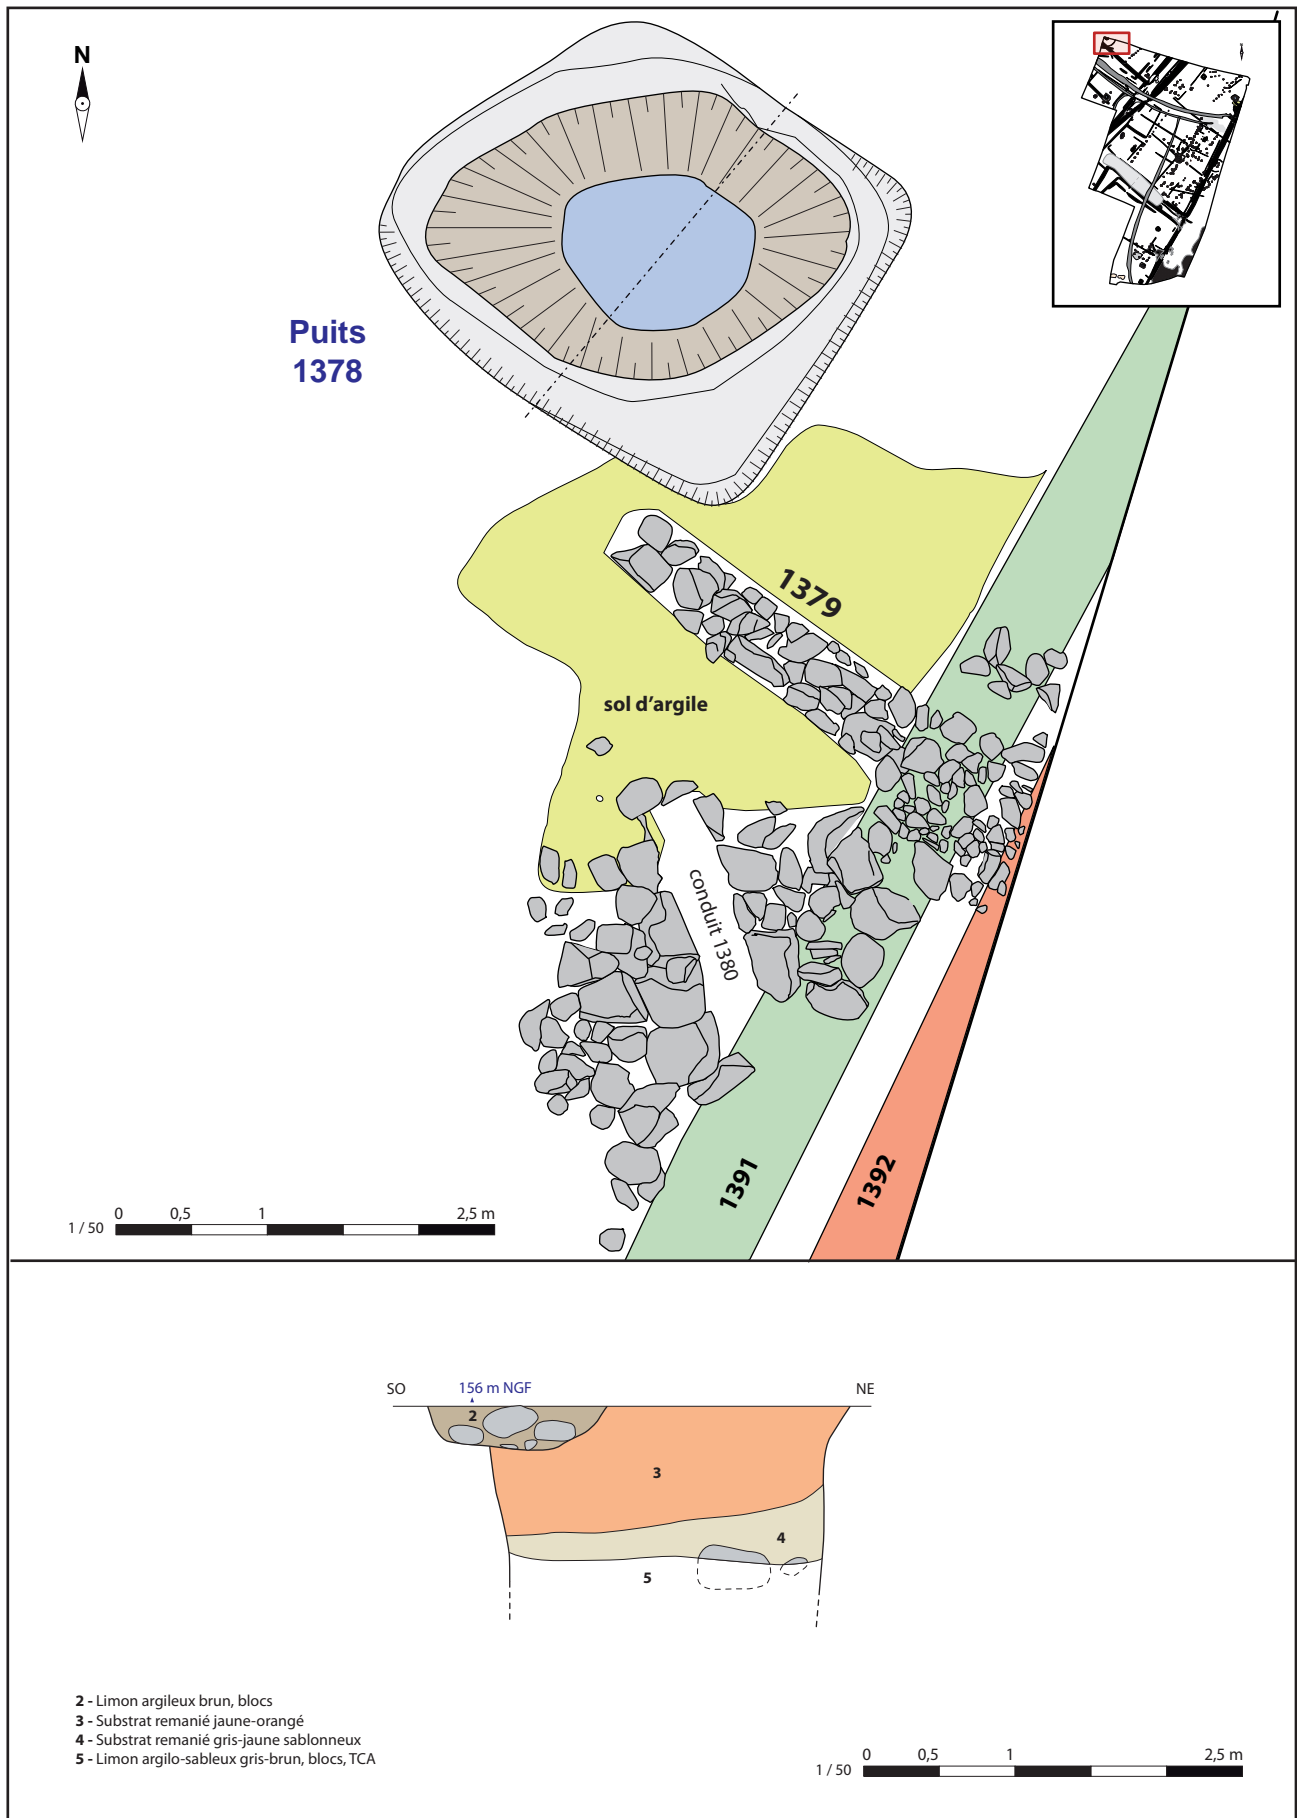 N
Puits
1378
1379
sol d'argile
conduit 1380
1391
1392
0 0,5 1 2,5 m
1 / 50
SO 156 m NGF NE
2
3
4
5
2 - Limon argileux brun, blocs
3 - Substrat remanié jaune-orangé
4 - Substrat remanié gris-jaune sablonneux
5 - Limon argilo-sableux gris-brun, blocs, TCA
0 0,5 1 2,5 m
1 / 50